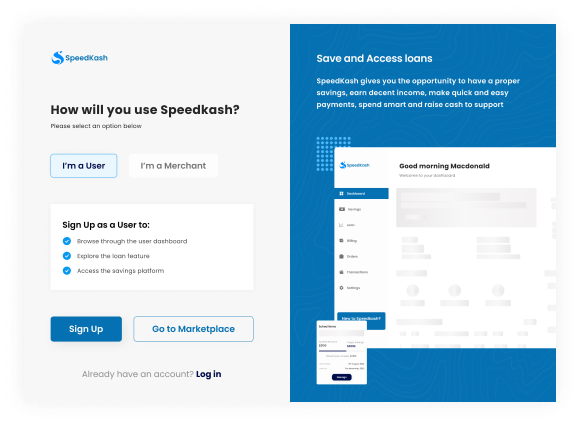 SpeedKash
How will you use Speedkash?
Please select an option below
I'm a User
I'm a Merchant
Sign Up as a User to:
Browse through the user dashboard
Explore the loan feature
Access the savings platform
Sign Up
Go to Marketplace
Already have an account? Log in
Save and Access loans
SpeedKash gives you the opportunity to have a proper
savings, earn decent income, make quick and easy
payments, spend smart and raise cash to support
SpeedKash
Good morning Macdonald
Welcome to your dashboard
Dashboard
Savings
Loan
Billing
Orders
Transactions
Settings
New to SpeedKash?